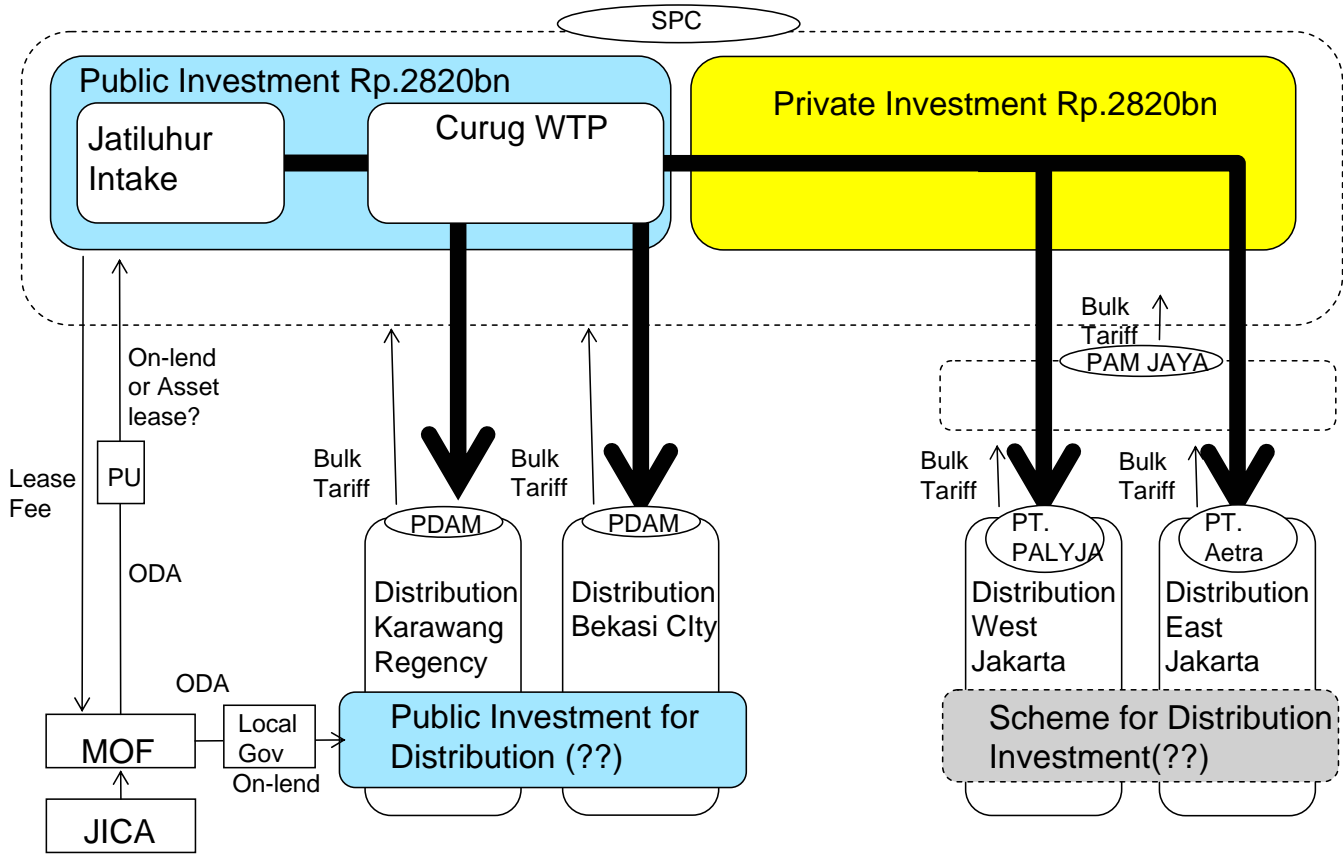 SPC
Public Investment Rp.2820bn
Private Investment Rp.2820bn
Jatiluhur
Intake
Curug WTP
On-lend
or Asset
lease?
Bulk
Tariff
PAM JAYA
Lease
Fee
PU
Bulk
Tariff
Bulk
Tariff
Bulk
Tariff
Bulk
Tariff
PDAM
PDAM
PT.
PALYJA
PT.
Aetra
ODA
Distribution
Karawang
Regency
Distribution
Bekasi CIty
Distribution
West
Jakarta
Distribution
East
Jakarta
ODA
MOF
Local
Gov
On-lend
Public Investment for
Distribution (??)
Scheme for Distribution
Investment(??)
JICA